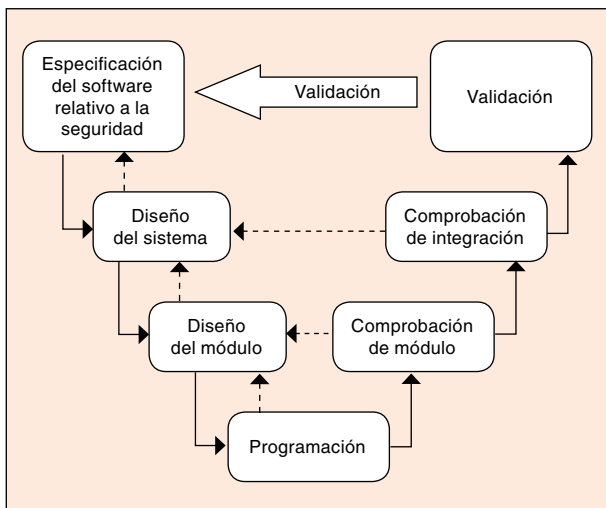 Especificación
del software
relativo a la
seguridad
Validación
Validación
Diseño
del sistema
Comprobación
de integración
Diseño
del módulo
Comprobación
de módulo
Programación